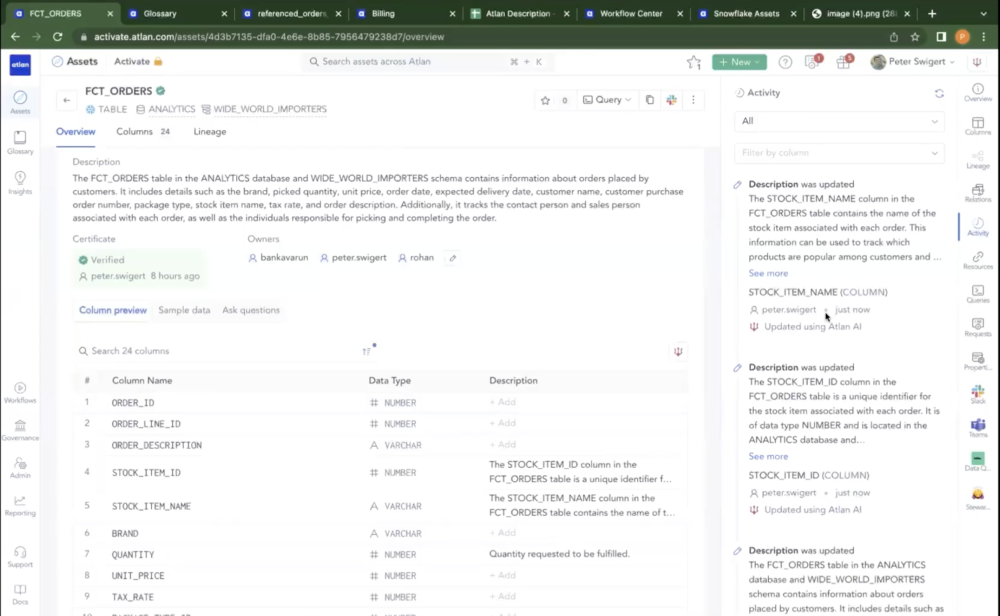 FCT_ORDERS
Glossary
referenced_orders
Billing
Atlan Description -
Workflow Center
Snowflake Assets
image (4).png (28
activate.atlan.com/assets/4d3b7135-dfa0-4e6e-8b85-7956479238d7/overview
P
atlan
Assets
Activate
Search assets across Atlan
⌘ + K
1
+ New
?
1
5
Peter Swigert
Assets
Glossary
Insights
Workflows
Governance
Admin
Reporting
Support
Docs
FCT_ORDERS
TABLE
ANALYTICS
WIDE_WORLD_IMPORTERS
0
Query
Overview
Columns 24
Lineage
Description
The FCT_ORDERS table in the ANALYTICS database and WIDE_WORLD_IMPORTERS schema contains information about orders placed by
customers. It includes details such as the brand, picked quantity, unit price, order date, expected delivery date, customer name, customer purchase
order number, package type, stock item name, tax rate, and order description. Additionally, it tracks the contact person and sales person
associated with each order, as well as the individuals responsible for picking and completing the order.
Certificate
Owners
Verified
peter.swigert 8 hours ago
bankavarun
peter.swigert
rohan
Column preview
Sample data
Ask questions
Search 24 columns
# Column Name Data Type Description
1 ORDER_ID # NUMBER + Add
2 ORDER_LINE_ID # NUMBER + Add
3 ORDER_DESCRIPTION A VARCHAR + Add
4 STOCK_ITEM_ID # NUMBER
The STOCK_ITEM_ID column in the
FCT_ORDERS table is a unique identifier f...
5 STOCK_ITEM_NAME A VARCHAR
The STOCK_ITEM_NAME column in the
FCT_ORDERS table contains the name of t...
6 BRAND A VARCHAR + Add
7 QUANTITY # NUMBER Quantity requested to be fulfilled.
8 UNIT_PRICE # NUMBER + Add
9 TAX_RATE # NUMBER + Add
Activity
All
Filter by column
Description was updated
The STOCK_ITEM_NAME column in the
FCT_ORDERS table contains the name of the
stock item associated with each order. This
information can be used to track which
products are popular among customers and ...
See more
STOCK_ITEM_NAME (COLUMN)
peter.swigert • just now
Updated using Atlan AI
Description was updated
The STOCK_ITEM_ID column in the
FCT_ORDERS table is a unique identifier for
the stock item associated with each order. It is
of data type NUMBER and is located in the
ANALYTICS database and...
See more
STOCK_ITEM_ID (COLUMN)
peter.swigert • just now
Updated using Atlan AI
Description was updated
The FCT_ORDERS table in the ANALYTICS
database and WIDE_WORLD_IMPORTERS
schema contains information about orders
placed by customers. It includes details such as
Overview
Columns
Lineage
Relations
Activity
Resources
Queries
Requests
Properti...
Slack
Teams
Data Q...
Stewar...